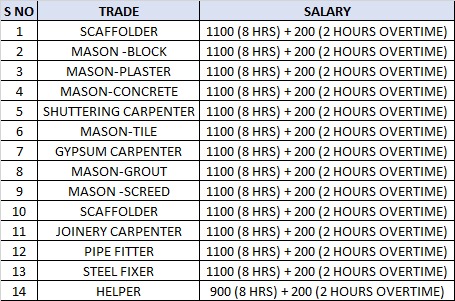 S NO TRADE SALARY
1 SCAFFOLDER 1100 (8 HRS) + 200 (2 HOURS OVERTIME)
2 MASON -BLOCK 1100 (8 HRS) + 200 (2 HOURS OVERTIME)
3 MASON-PLASTER 1100 (8 HRS) + 200 (2 HOURS OVERTIME)
4 MASON-CONCRETE 1100 (8 HRS) + 200 (2 HOURS OVERTIME)
5 SHUTTERING CARPENTER 1100 (8 HRS) + 200 (2 HOURS OVERTIME)
6 MASON-TILE 1100 (8 HRS) + 200 (2 HOURS OVERTIME)
7 GYPSUM CARPENTER 1100 (8 HRS) + 200 (2 HOURS OVERTIME)
8 MASON-GROUT 1100 (8 HRS) + 200 (2 HOURS OVERTIME)
9 MASON -SCREED 1100 (8 HRS) + 200 (2 HOURS OVERTIME)
10 SCAFFOLDER 1100 (8 HRS) + 200 (2 HOURS OVERTIME)
11 JOINERY CARPENTER 1100 (8 HRS) + 200 (2 HOURS OVERTIME)
12 PIPE FITTER 1100 (8 HRS) + 200 (2 HOURS OVERTIME)
13 STEEL FIXER 1100 (8 HRS) + 200 (2 HOURS OVERTIME)
14 HELPER 900 (8 HRS) + 200 (2 HOURS OVERTIME)